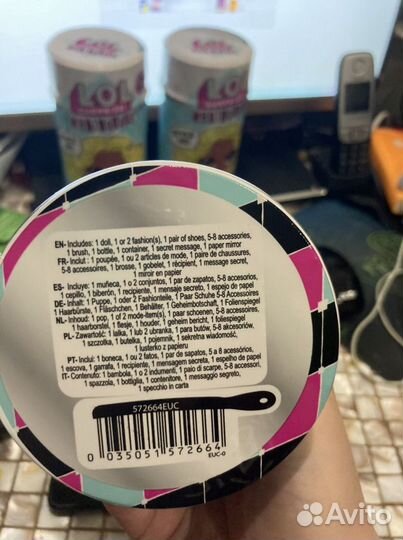 LOL
SURPRISE
LOL
SURPRISE
EN- Includes: 1 doll, 1 or 2 fashion(s), 1 pair of shoes, 5-8 accessories,
1 brush, 1 bottle, 1 container, 1 secret message, 1 paper mirror
FR- Inclut : 1 poupée, 1 ou 2 articles de mode, 1 paire de chaussures,
5-8 accessoires, 1 brosse, 1 gobelet, 1 récipient, 1 message secret,
1 miroir en papier
ES- Incluye: 1 muñeca, 1 o 2 conjuntos, 1 par de zapatos, 5-8 accesorios,
1 cepillo, 1 biberón, 1 recipiente, 1 mensaje secreto, 1 espejo de papel
DE- Inhalt: 1 Puppe, 1 oder 2 Fashionteile, 1 Paar Schuhe 5-8 Accessoires,
1 Haarbürste, 1 Fläschchen, 1 Behälter, 1 Geheimbotschaft, 1 Folienspiegel
NL- Inhoud: 1 pop, 1 of 2 mode-item(s), 1 paar schoenen, 5-8 accessoires,
1 haarborstel, 1 flesje, 1 houder, 1 geheim bericht, 1 folienspiegel
PL- Zawartość: 1 lalka, 1 lub 2 ubranka, 1 para butów, 5-8 akcesoriów,
1 szczotka, 1 butelka, 1 pojemnik, 1 sekretna wiadomość,
1 lusterko z papieru
PT- Inclui: 1 boneca, 1 ou 2 fatos, 1 par de sapatos, 5 a 8 acessórios,
1 escova, 1 garrafa, 1 recipiente, 1 mensagem secreta, 1 espelho de papel
IT- Contenuto: 1 bambola, 1 o 2 indumenti, 1 paio di scarpe, 5-8 accessori,
1 spazzola, 1 bottiglia, 1 contenitore, 1 messaggio segreto,
1 specchio in carta
572664EUC
0 035051 572664
EUC-0
Avito